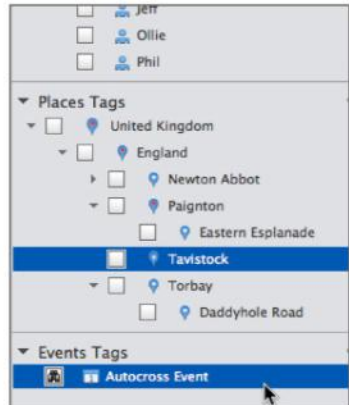 Jeff
Ollie
Phil
Places Tags
United Kingdom
England
Newton Abbot
Paignton
Eastern Esplanade
Tavistock
Torbay
Daddyhole Road
Events Tags
Autocross Event